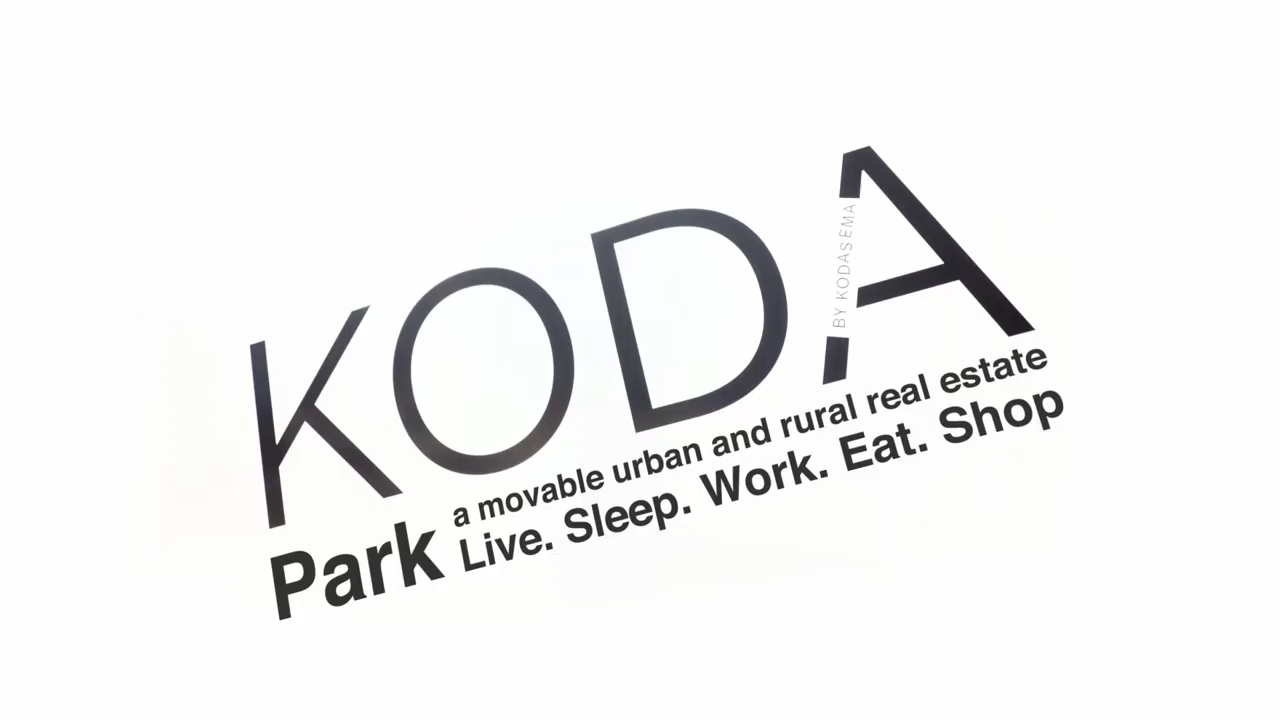 KODA
BY KODASEMA
Park
a movable urban and rural real estate
Live. Sleep. Work. Eat. Shop